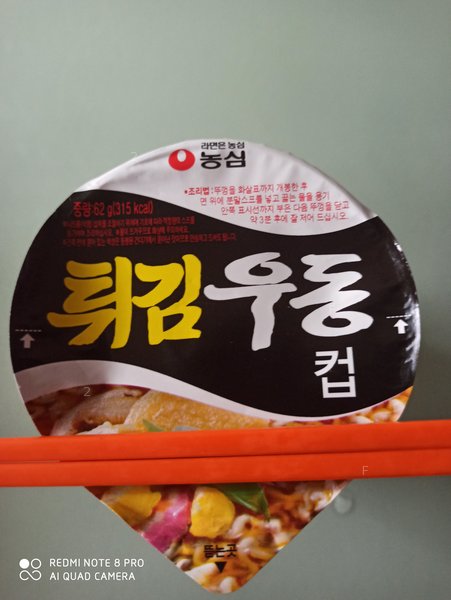 라면은 농심
농심
※조리법 : 뚜껑을 화살표까지 개봉한 후
면 위에 분말스프를 넣고 끓는 물을 용기
안쪽 표시선까지 부은 다음 뚜껑을 닫고
약 3분 후에 잘 저어 드십시오.
중량 62 g(315 kcal)
튀김우동
컵
뜯는곳
REDMI NOTE 8 PRO
AI QUAD CAMERA